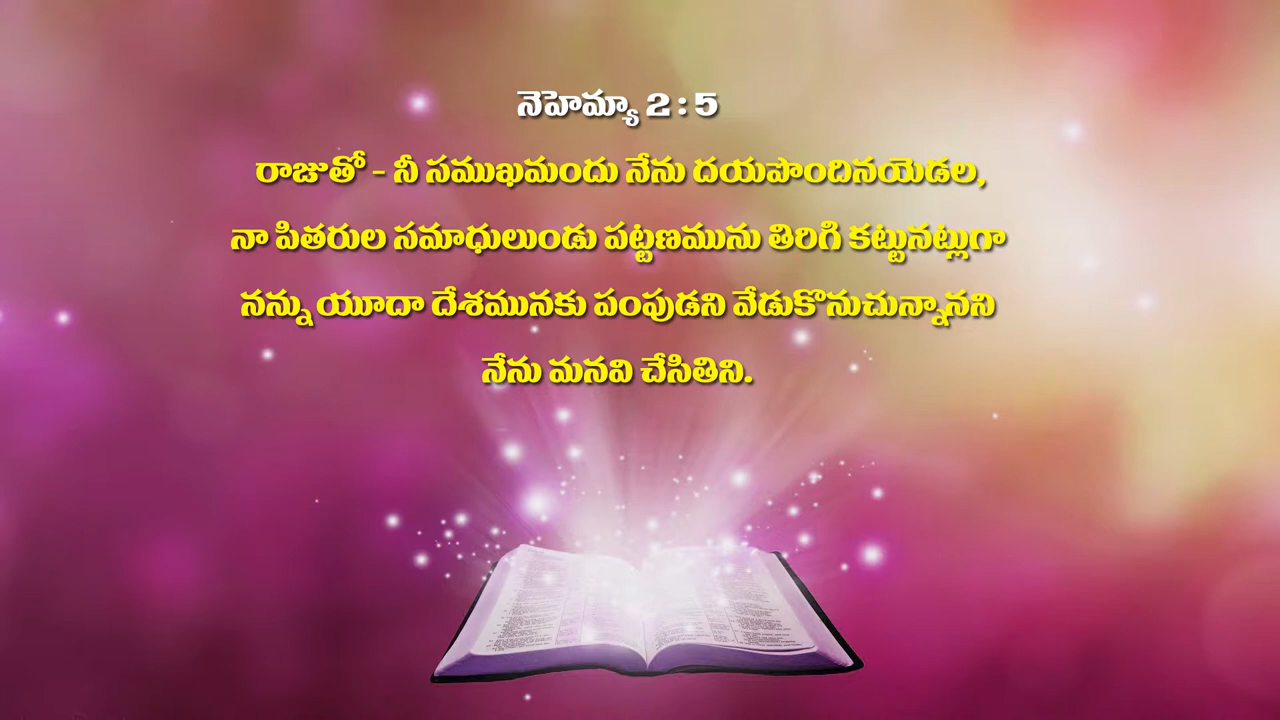 నెహెమ్యా 2 : 5
రాజుతో - నీ సముఖమందు నేను దయపొందినయెడల,
నా పితరుల సమాధులుండు పట్టణమును తిరిగి కట్టునట్లుగా
నన్ను యూదా దేశమునకు పంపుడని వేడుకొనుచున్నానని
నేను మనవి చేసితిని.